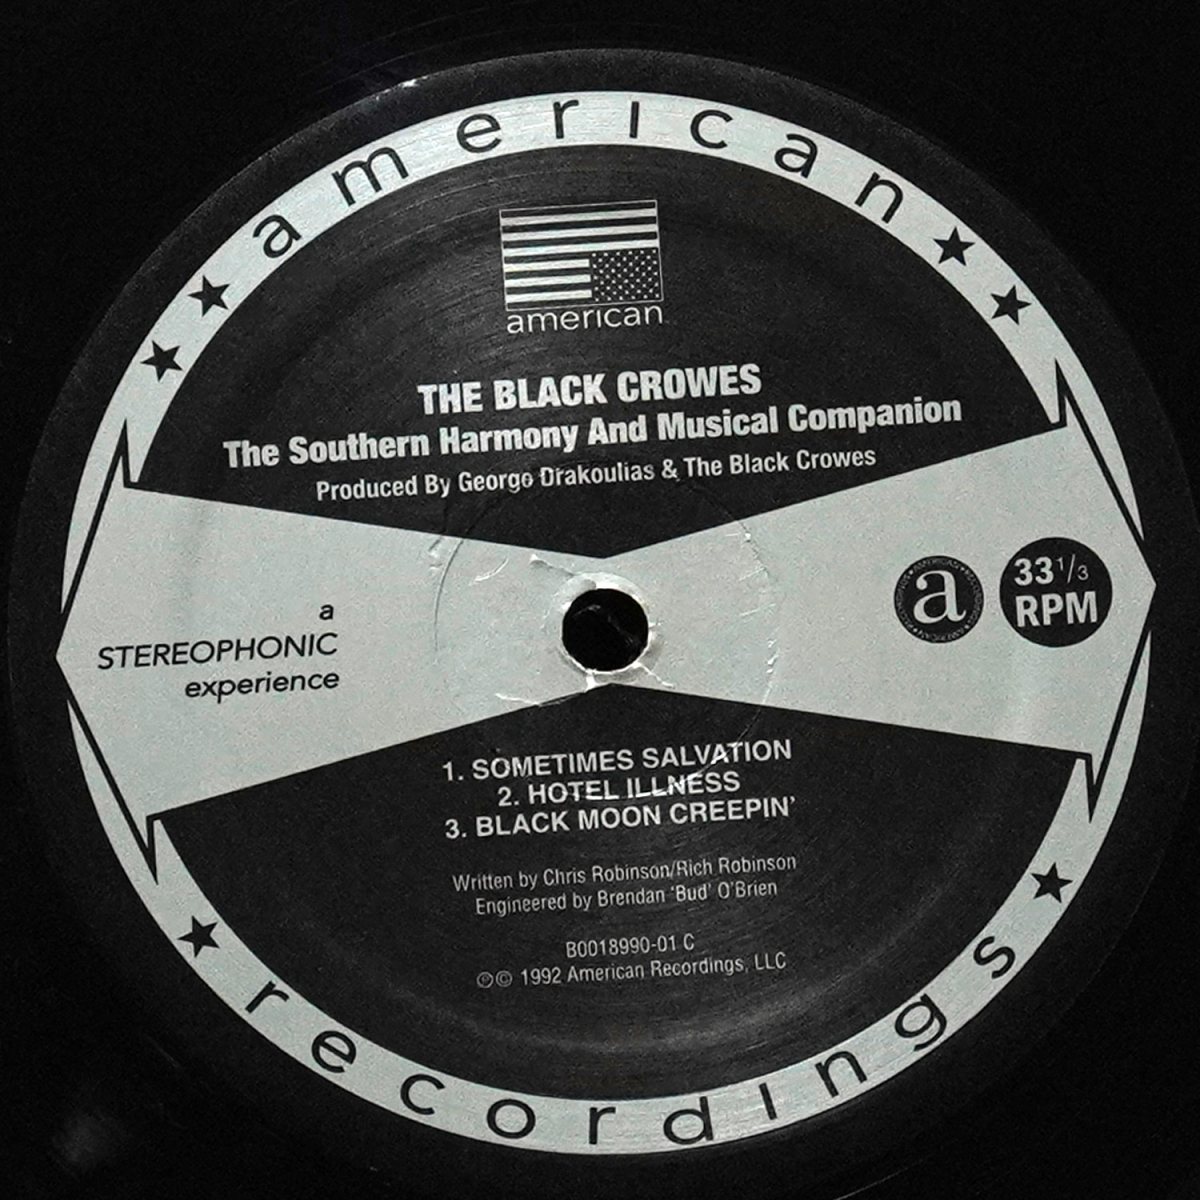 american
american
THE BLACK CROWES
The Southern Harmony And Musical Companion
Produced By George Drakoulias & The Black Crowes
a
STEREOPHONIC
experience
a
33 1/3
RPM
1. SOMETIMES SALVATION
2. HOTEL ILLNESS
3. BLACK MOON CREEPIN'
Written by Chris Robinson/Rich Robinson
Engineered by Brendan 'Bud' O'Brien
B0018990-01 C
℗© 1992 American Recordings, LLC
recordings